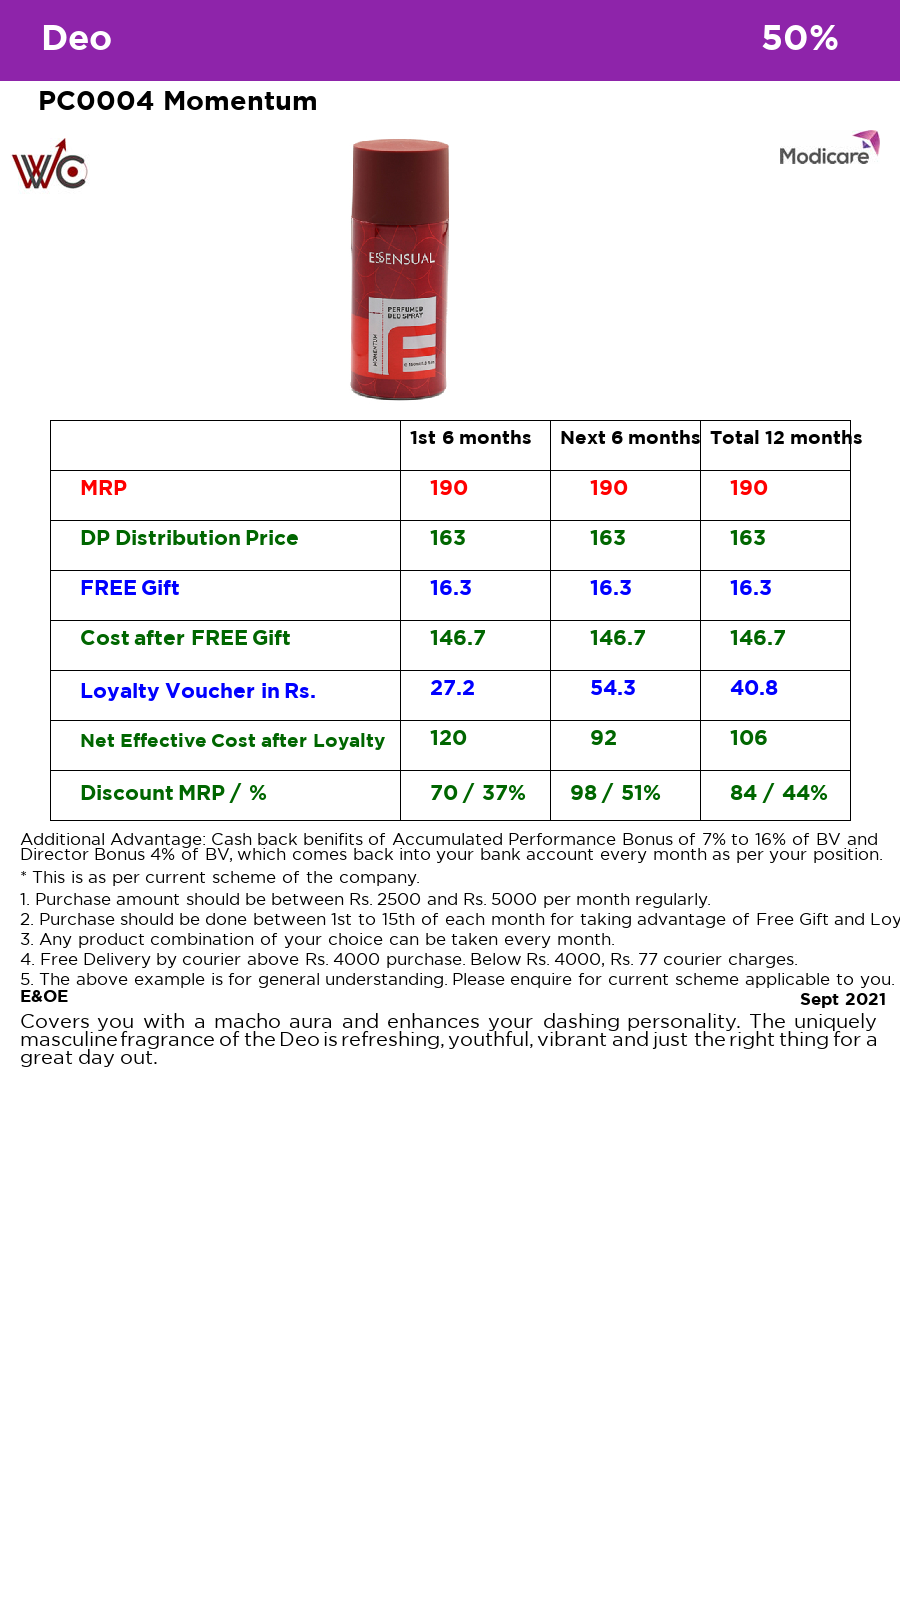 Deo 50%
PC0004 Momentum
WC
Modicare
ESSENSUAL
PERFUMED
DEO SPRAY
MOMENTUM
1st 6 months Next 6 months Total 12 months
MRP 190 190 190
DP Distribution Price 163 163 163
FREE Gift 16.3 16.3 16.3
Cost after FREE Gift 146.7 146.7 146.7
Loyalty Voucher in Rs. 27.2 54.3 40.8
Net Effective Cost after Loyalty 120 92 106
Discount MRP / % 70 / 37% 98 / 51% 84 / 44%
Additional Advantage: Cash back benifits of Accumulated Performance Bonus of 7% to 16% of BV and
Director Bonus 4% of BV, which comes back into your bank account every month as per your position.
* This is as per current scheme of the company.
1. Purchase amount should be between Rs. 2500 and Rs. 5000 per month regularly.
2. Purchase should be done between 1st to 15th of each month for taking advantage of Free Gift and Loy
3. Any product combination of your choice can be taken every month.
4. Free Delivery by courier above Rs. 4000 purchase. Below Rs. 4000, Rs. 77 courier charges.
5. The above example is for general understanding. Please enquire for current scheme applicable to you.
E&OE Sept 2021
Covers you with a macho aura and enhances your dashing personality. The uniquely
masculine fragrance of the Deo is refreshing, youthful, vibrant and just the right thing for a
great day out.